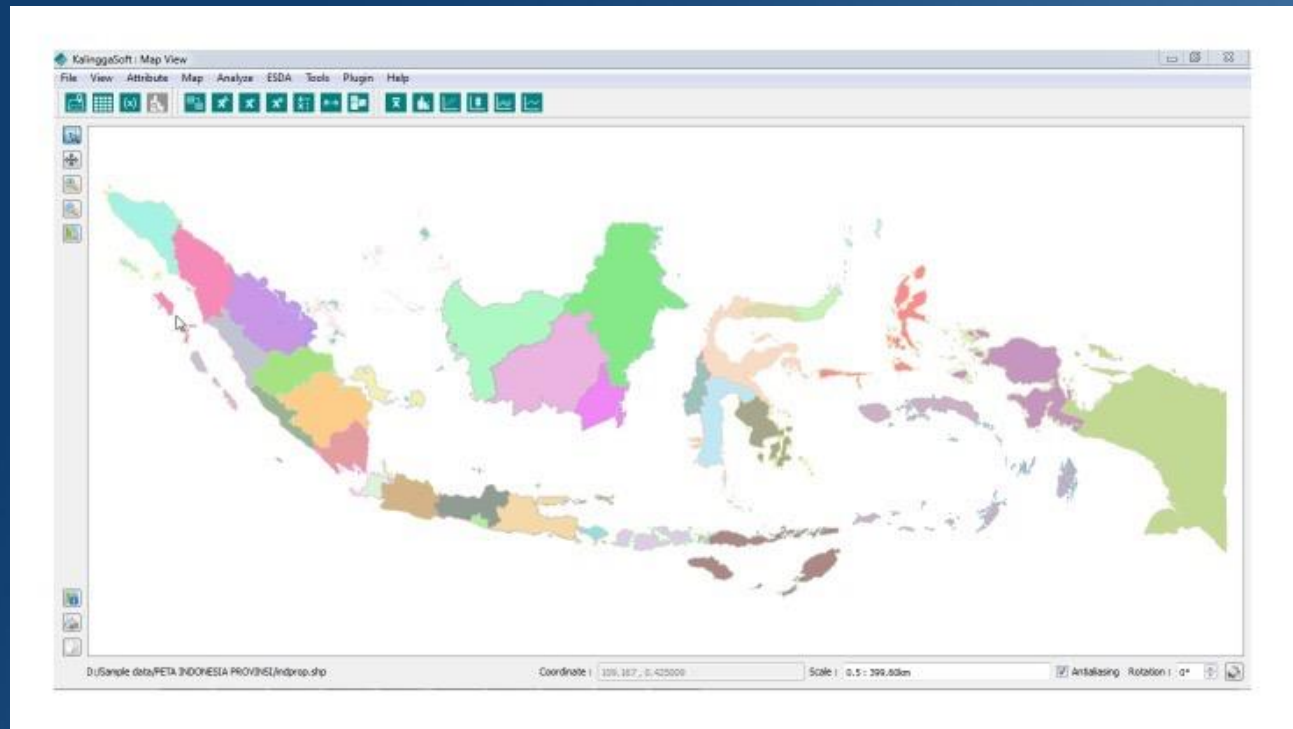 KalinggaSoft : Map View
File View Attribute Map Analyze ESDA Tools Plugin Help
D:/Sample data/PETA INDONESIA PROVINSI/indprop.shp Coordinate : Scale : 0.5 : 399.60km Antialiasing Rotation : 0°